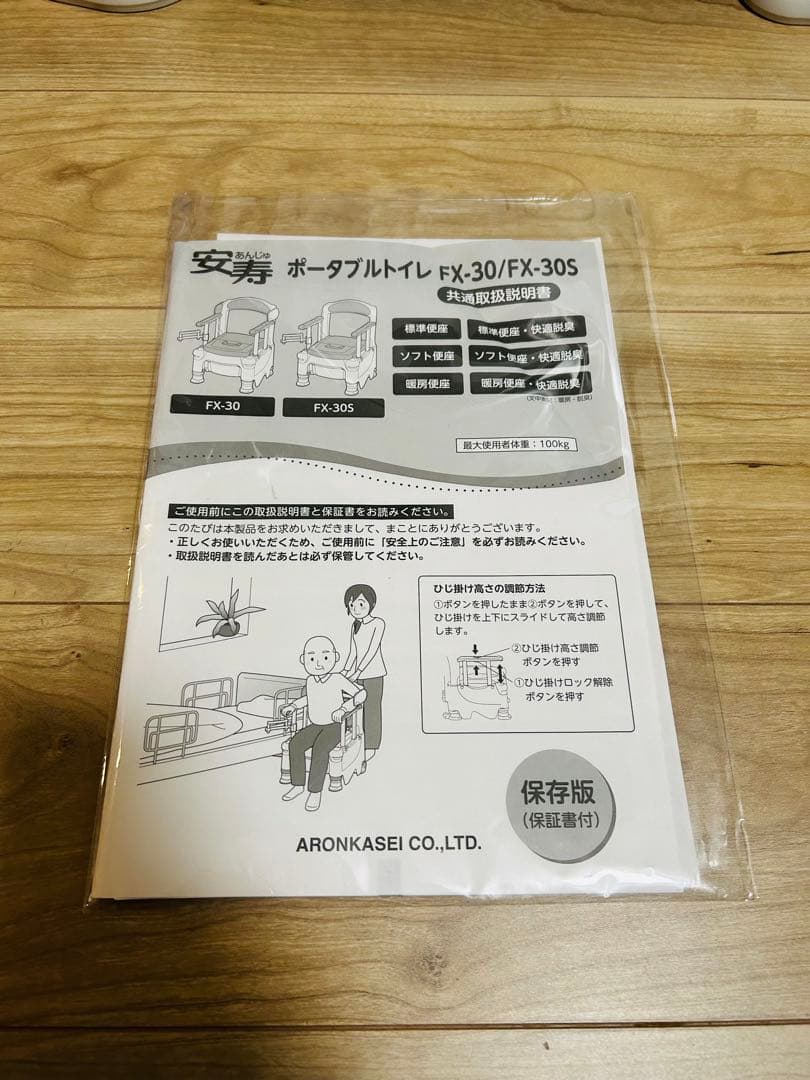 あんじゅ
安寿 ポータブルトイレ FX-30/FX-30S
共通取扱説明書
標準便座 標準便座・快適脱臭
ソフト便座 ソフト便座・快適脱臭
暖房便座 暖房便座・快適脱臭
FX-30 FX-30S
最大使用者体重：100kg
ご使用前にこの取扱説明書と保証書をお読みください。
このたびは本製品をお求めいただきまして、まことにありがとうございます。
・正しくお使いいただくため、ご使用前に「安全上のご注意」を必ずお読みください。
・取扱説明書を読んだあとは必ず保管してください。
ひじ掛け高さの調節方法
①ボタンを押したまま②ボタンを押して、
ひじ掛けを上下にスライドして高さ調節
します。
②ひじ掛け高さ調節
ボタンを押す
①ひじ掛けロック解除
ボタンを押す
保存版
（保証書付）
ARONKASEI CO.,LTD.